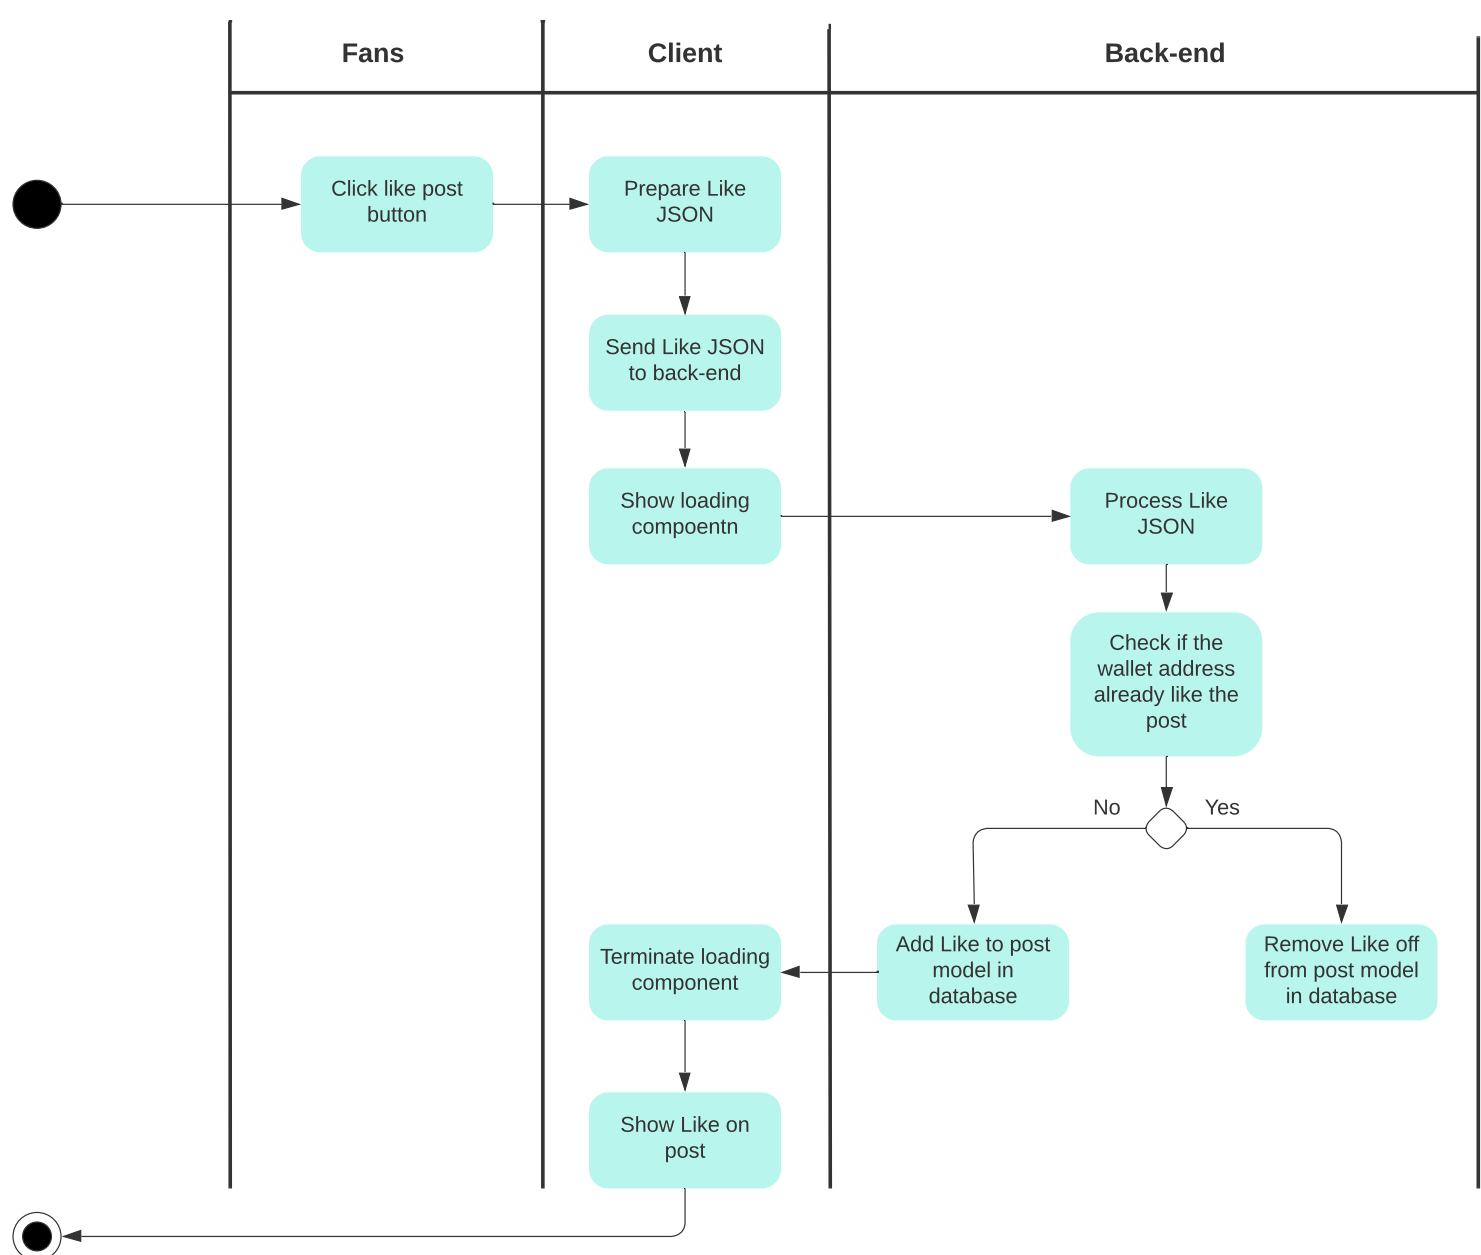 Fans
Client
Back-end
Click like post
button
Prepare Like
JSON
Send Like JSON
to back-end
Show loading
compoentn
Process Like
JSON
Check if the
wallet address
already like the
post
No
Yes
Terminate loading
component
Add Like to post
model in
database
Remove Like off
from post model
in database
Show Like on
post